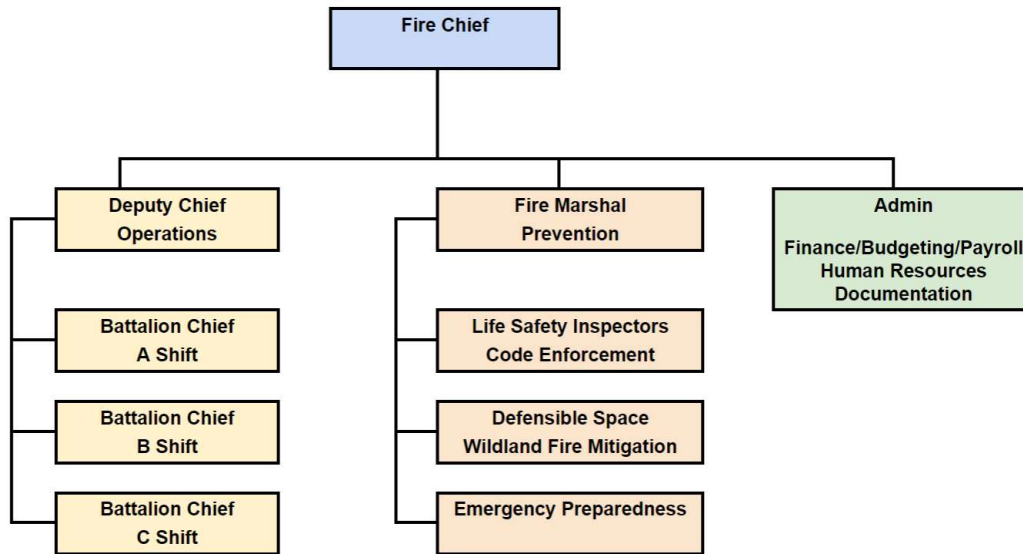 Fire Chief
Deputy Chief
Operations
Fire Marshal
Prevention
Admin
Finance/Budgeting/Payroll
Human Resources
Documentation
Battalion Chief
A Shift
Life Safety Inspectors
Code Enforcement
Battalion Chief
B Shift
Defensible Space
Wildland Fire Mitigation
Battalion Chief
C Shift
Emergency Preparedness